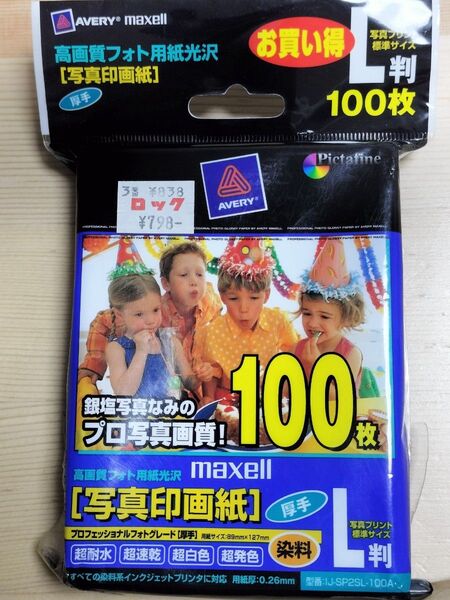 AVERY maxell
高画質フォト用紙光沢
[写真印画紙]
厚手
お買い得
写真プリント
標準サイズ
L判
100枚
AVERY
Pictafine
3番 ¥838
ロック
¥798-
銀塩写真なみの
プロ写真画質!
100枚
maxell
高画質フォト用紙光沢
[写真印画紙]
厚手
プロフェッショナルフォトグレード[厚手] 用紙サイズ:89mm×127mm
超耐水 超速乾 超白色 超発色
染料
写真プリント
標準サイズ
L判
すべての染料系インクジェットプリンタに対応 用紙厚:0.26mm
型番:IJ-SP2SL-100A